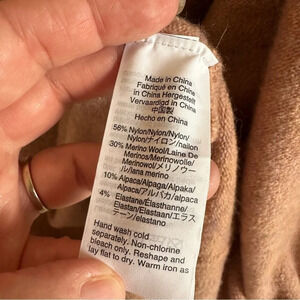 Made in China
Fabriqué en China
in China Hergestelt
Vervaardigd in China
中国製
Hecho en China
56% Nylon/Nylon/Nylon/
Nylon/ナイロン/nailon
30% Merino Wool/Laine De
Merinos/Merinowolle/
Merinowol/メリノウー
ル/lana merino
10% Alpaca/Alpaga/Alpaka/
Alpaca/アルパカ/alpaca
4% Elastane/Élasthanne/
Elastan/Elastaan/エラス
テーン/elastano
Hand wash cold
separately. Non-chlorine
bleach only. Reshape and
lay flat to dry. Warm iron as